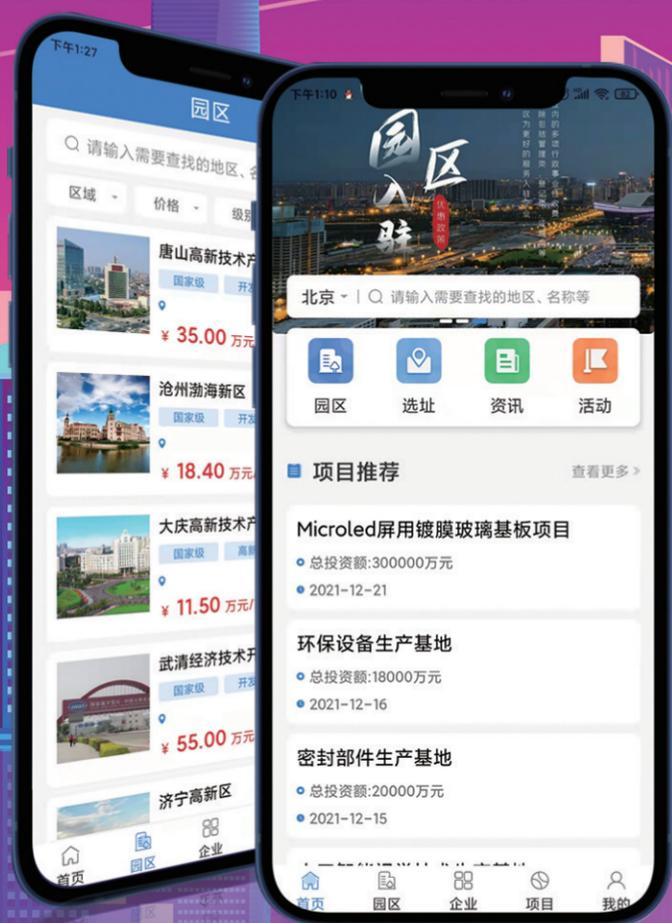 下午1:27
园区
请输入需要查找的地区、
区域
价格
级别
唐山高新技术产
国家级
开发
¥ 35.00 万元/
沧州渤海新区
国家级
开发
¥ 18.40 万元/
大庆高新技术产
国家级
高新
¥ 11.50 万元/
武清经济技术开
国家级
开发
¥ 55.00 万元
济宁高新区
首页
园区
企业
下午1:10
82
园区
入驻
优惠政策
北京
请输入需要查找的地区、名称等
园区
选址
资讯
活动
项目推荐
查看更多
Microled屏用镀膜玻璃基板项目
总投资额:300000万元
2021-12-21
环保设备生产基地
总投资额:18000万元
2021-12-16
密封部件生产基地
总投资额:20000万元
2021-12-15
首页
园区
企业
项目
我的